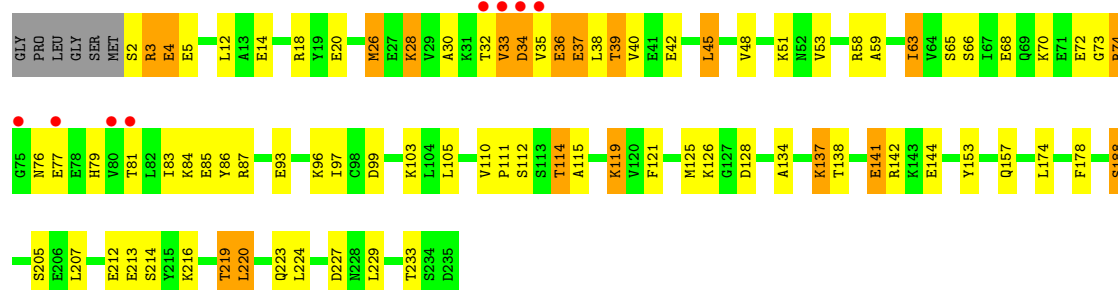 GLY PRO LEU GLY SER MET S2 R3 E4 E5 L12 A13 E14 R18 Y19 E20 M26 E27 K28 V29 A30 K31 T32 V33 D34 V35 E36 E37 L38 T39 V40 E41 E42 L45 V48 K51 N52 V53 R58 A59 I63 V64 S65 S66 I67 E68 Q69 K70 E71 E72 G73 R74
G75 N76 E77 E78 H79 V80 T81 L82 I83 K84 E85 Y86 R87 E93 K96 I97 C98 D99 K103 L104 L105 V110 P111 S112 S113 T114 A115 K119 V120 F121 M125 K126 G127 D128 A134 K137 T138 E141 R142 K143 E144 Y153 Q157 L174 F178 S188
S205 E206 L207 E212 E213 S214 Y215 K216 T219 L220 Q223 L224 D227 N228 L229 T233 S234 D235